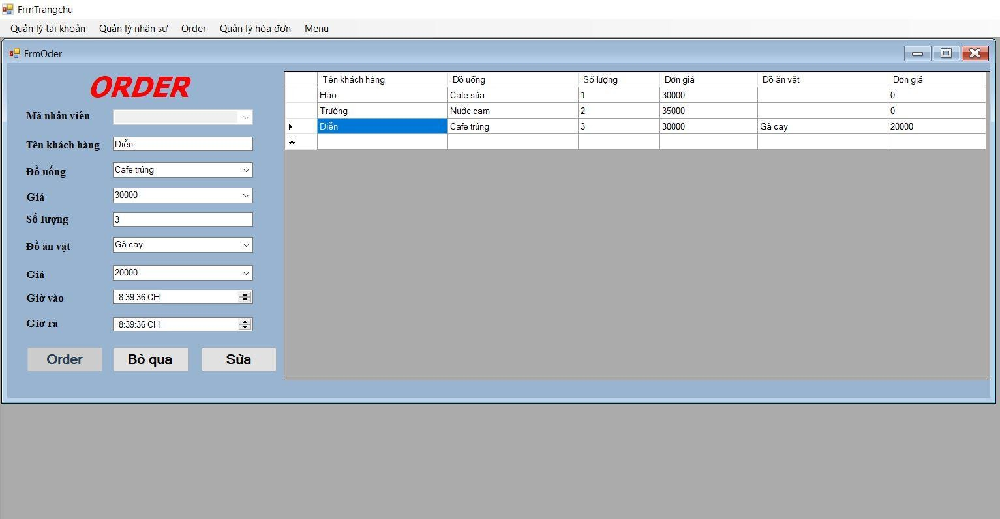 FrmTrangchu
Quản lý tài khoản Quản lý nhân sự Order Quản lý hóa đơn Menu
FrmOder
ORDER
Mã nhân viên
Tên khách hàng Diễn
Đồ uống Cafe trứng
Giá 30000
Số lượng 3
Đồ ăn vặt Gà cay
Giá 20000
Giờ vào 8:39:36 CH
Giờ ra 8:39:36 CH
Order Bỏ qua Sửa
Tên khách hàng Đồ uống Số lượng Đơn giá Đồ ăn vặt Đơn giá
Hào Cafe sữa 1 30000 0
Trường Nước cam 2 35000 0
Diễn Cafe trứng 3 30000 Gà cay 20000